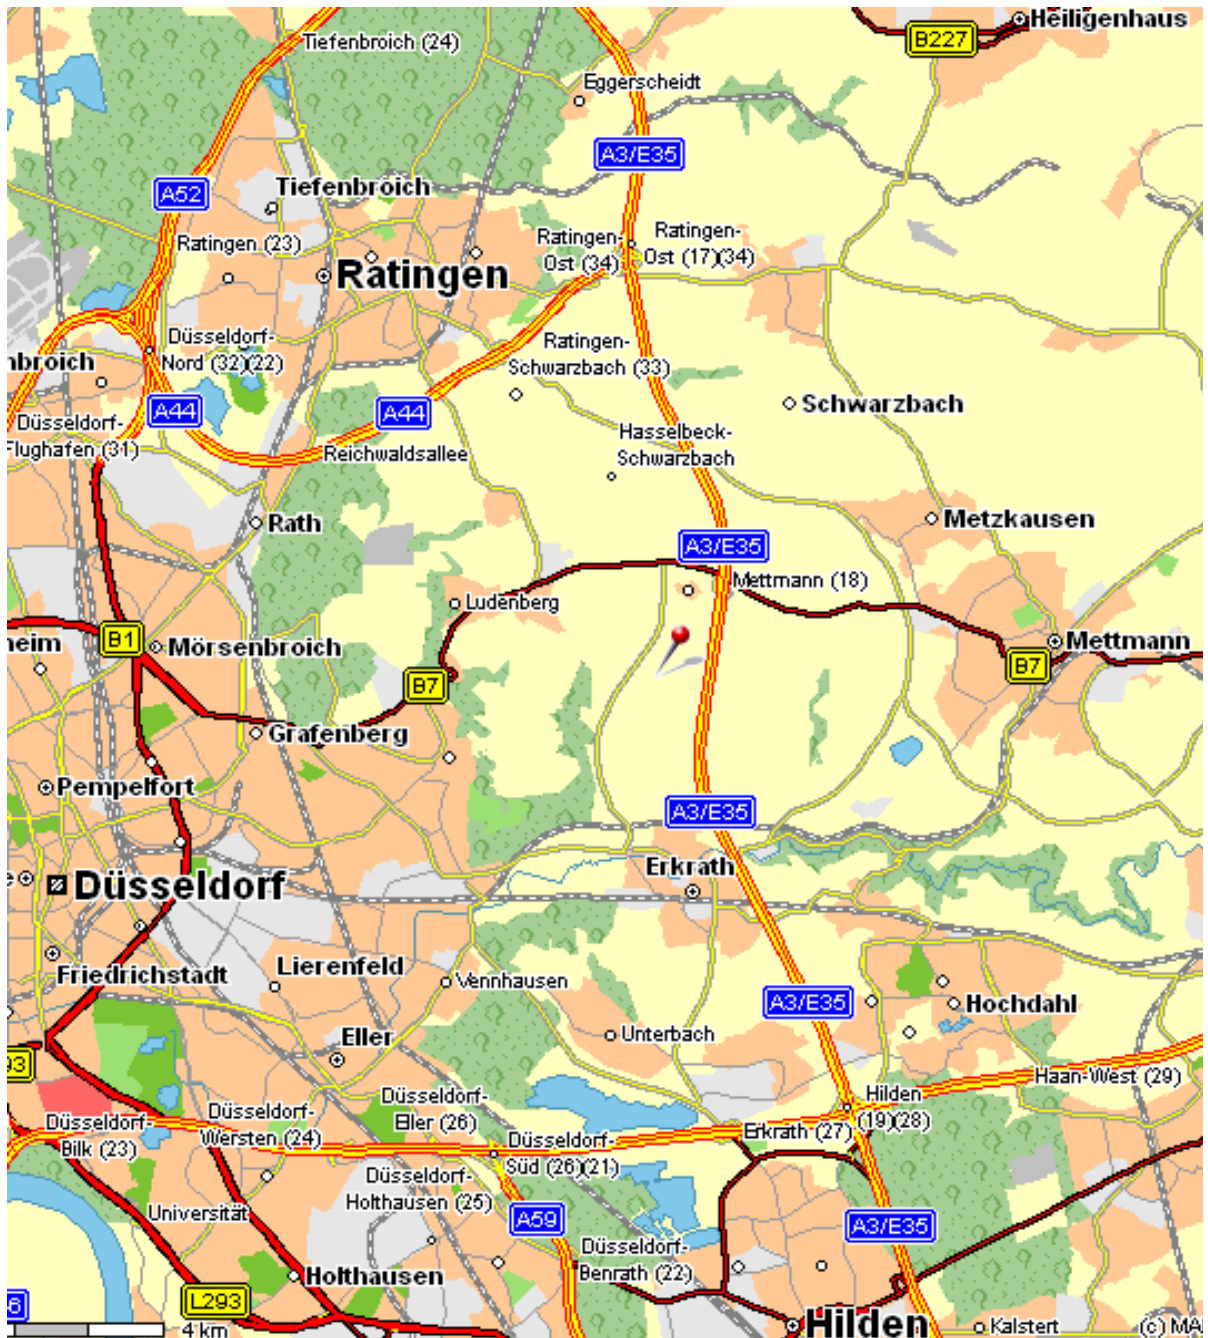 Heiligenhaus
B227
Tiefenbroich (24)
Eggerscheidt
A3/E35
A52
Tiefenbroich
Ratingen (23)
Ratingen-
Ost (34)
Ratingen-
Ost (17)(34)
Ratingen
Düsseldorf-
Nord (32)(22)
Ratingen-
Schwarzbach (33)
nbroich
A44
A44
Schwarzbach
Düsseldorf-
Flughafen (31)
Reichwaldsallee
Hasselbeck-
Schwarzbach
Rath
Metzkausen
A3/E35
Mettmann (18)
Ludenberg
B1
Mörsenbroich
heim
Mettmann
B7
B7
Grafenberg
Pempelfort
A3/E35
Erkrath
e
Düsseldorf
Friedrichstadt
Lierenfeld
Vennhausen
A3/E35
Hochdahl
Eller
Unterbach
93
Haan-West (29)
Düsseldorf-
Eller (26)
Hilden
(19)(28)
Düsseldorf-
Bilk (23)
Düsseldorf-
Wersten (24)
Erkrath (27)
Düsseldorf-
Süd (26)(21)
Düsseldorf-
Holthausen (25)
Universität
A59
A3/E35
Düsseldorf-
Benrath (22)
Holthausen
L293
6
4 km
Hilden
Kalstert
(c) MA